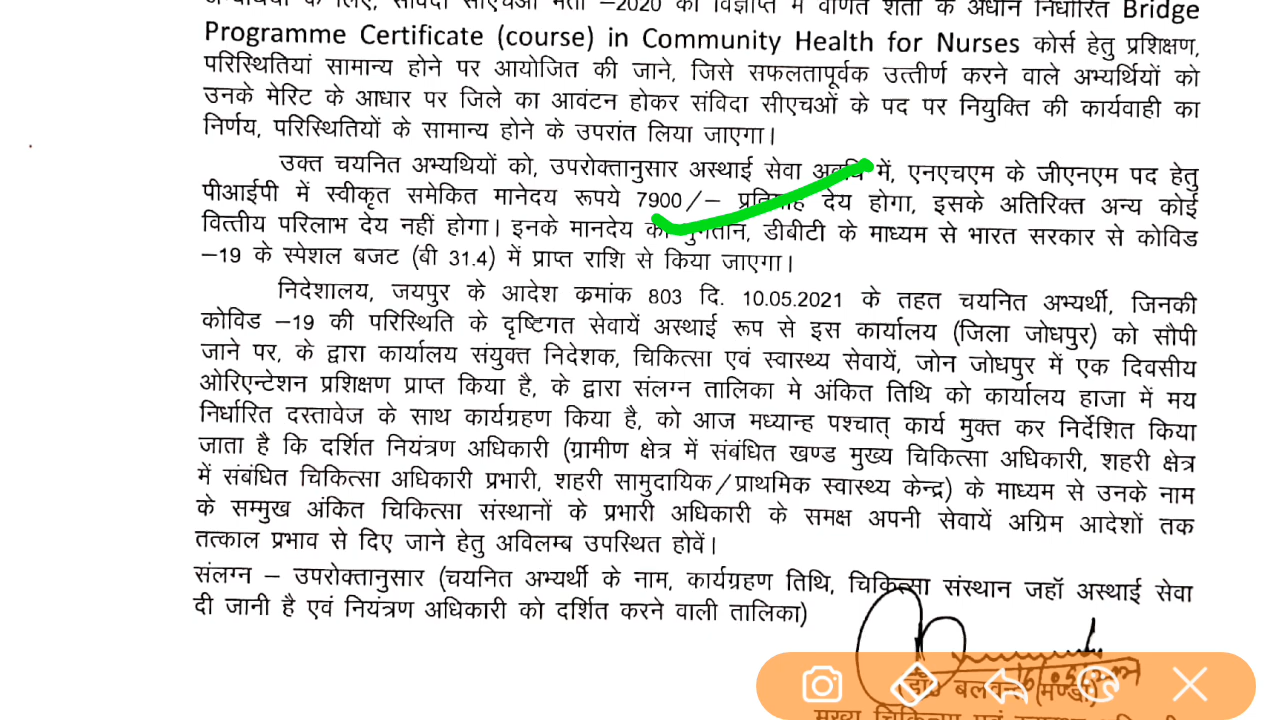 अभ्यर्थियों के लिए, संविदा सीएचओ भर्ती –2020 की विज्ञप्ति में वर्णित शर्तो के अधीन निर्धारित Bridge
Programme Certificate (course) in Community Health for Nurses कोर्स हेतु प्रशिक्षण,
परिस्थितियां सामान्य होने पर आयोजित की जाने, जिसे सफलतापूर्वक उत्तीर्ण करने वाले अभ्यर्थियों को
उनके मेरिट के आधार पर जिले का आवंटन होकर संविदा सीएचओं के पद पर नियुक्ति की कार्यवाही का
निर्णय, परिस्थितियों के सामान्य होने के उपरांत लिया जाएगा।
उक्त चयनित अभ्यथियों को, उपरोक्तानुसार अस्थाई सेवा अवधि में, एनएचएम के जीएनएम पद हेतु
पीआईपी में स्वीकृत समेकित मानेदय रूपये 7900/– प्रतिमाह देय होगा, इसके अतिरिक्त अन्य कोई
वित्तीय परिलाभ देय नहीं होगा। इनके मानदेय का भुगतान, डीबीटी के माध्यम से भारत सरकार से कोविड
–19 के स्पेशल बजट (बी 31.4) में प्राप्त राशि से किया जाएगा।
निदेशालय, जयपुर के आदेश क्रमांक 803 दि. 10.05.2021 के तहत चयनित अभ्यर्थी, जिनकी
कोविड –19 की परिस्थिति के दृष्टिगत सेवायें अस्थाई रूप से इस कार्यालय (जिला जोधपुर) को सौपी
जाने पर, के द्वारा कार्यालय संयुक्त निदेशक, चिकित्सा एवं स्वास्थ्य सेवायें, जोन जोधपुर में एक दिवसीय
ओरिएन्टेशन प्रशिक्षण प्राप्त किया है, के द्वारा संलग्न तालिका मे अंकित तिथि को कार्यालय हाजा में मय
निर्धारित दस्तावेज के साथ कार्यग्रहण किया है, को आज मध्यान्ह पश्चात् कार्य मुक्त कर निर्देशित किया
जाता है कि दर्शित नियंत्रण अधिकारी (ग्रामीण क्षेत्र में संबंधित खण्ड मुख्य चिकित्सा अधिकारी, शहरी क्षेत्र
में संबंधित चिकित्सा अधिकारी प्रभारी, शहरी सामुदायिक/प्राथमिक स्वास्थ्य केन्द्र) के माध्यम से उनके नाम
के सम्मुख अंकित चिकित्सा संस्थानों के प्रभारी अधिकारी के समक्ष अपनी सेवायें अग्रिम आदेशों तक
तत्काल प्रभाव से दिए जाने हेतु अविलम्ब उपस्थित होवें।
संलग्न – उपरोक्तानुसार (चयनित अभ्यर्थी के नाम, कार्यग्रहण तिथि, चिकित्सा संस्थान जहॉ अस्थाई सेवा
दी जानी है एवं नियंत्रण अधिकारी को दर्शित करने वाली तालिका)
(डॉ0 बलवन्त मण्डा)
मुख्य चिकित्सा एवं स्वास्थ्य अधिकारी